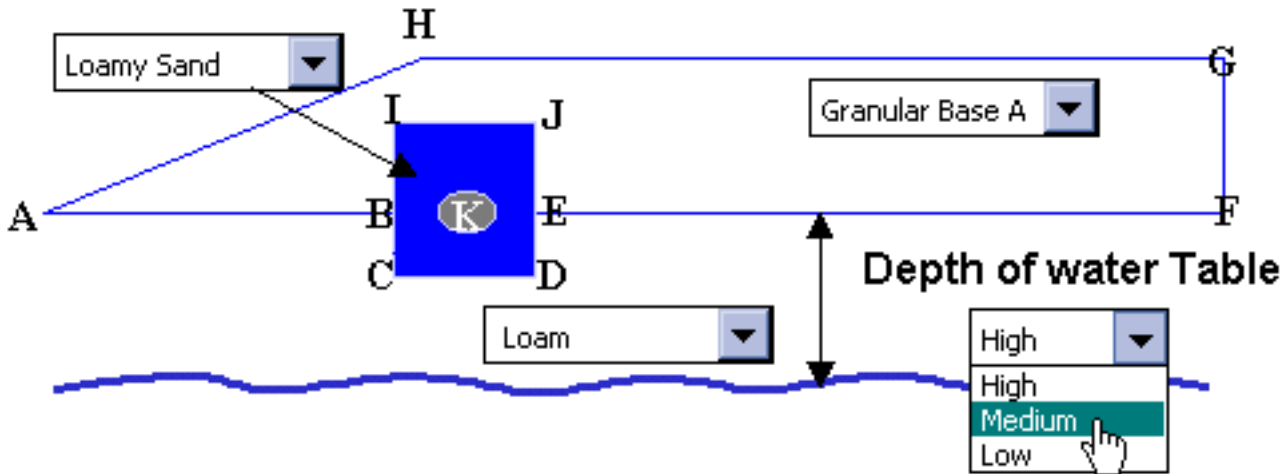 H
Loamy Sand
G
I
J
Granular Base A
A
B
K
E
F
C
D
Depth of water Table
Loam
High
High
Medium
Low